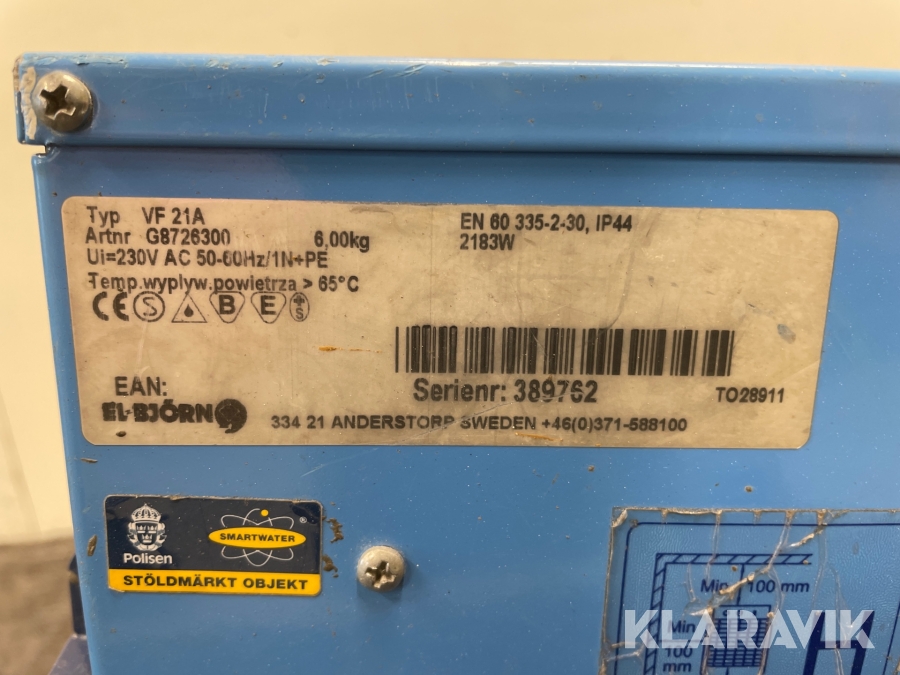 Typ VF 21A
Artnr G8726300 6,00kg
Ui=230V AC 50-60Hz/1N+PE
Temp.wyplyw.powietrza > 65°C
EN 60 335-2-30, IP44
2183W
CE S B E S
EAN:
Serienr: 389762
TO28911
EL-BJÖRN
334 21 ANDERSTORP SWEDEN +46(0)371-588100
Polisen
SMARTWATER ®
STÖLDMÄRKT OBJEKT
Min 100 mm
Min
100
mm
KLARAVIK